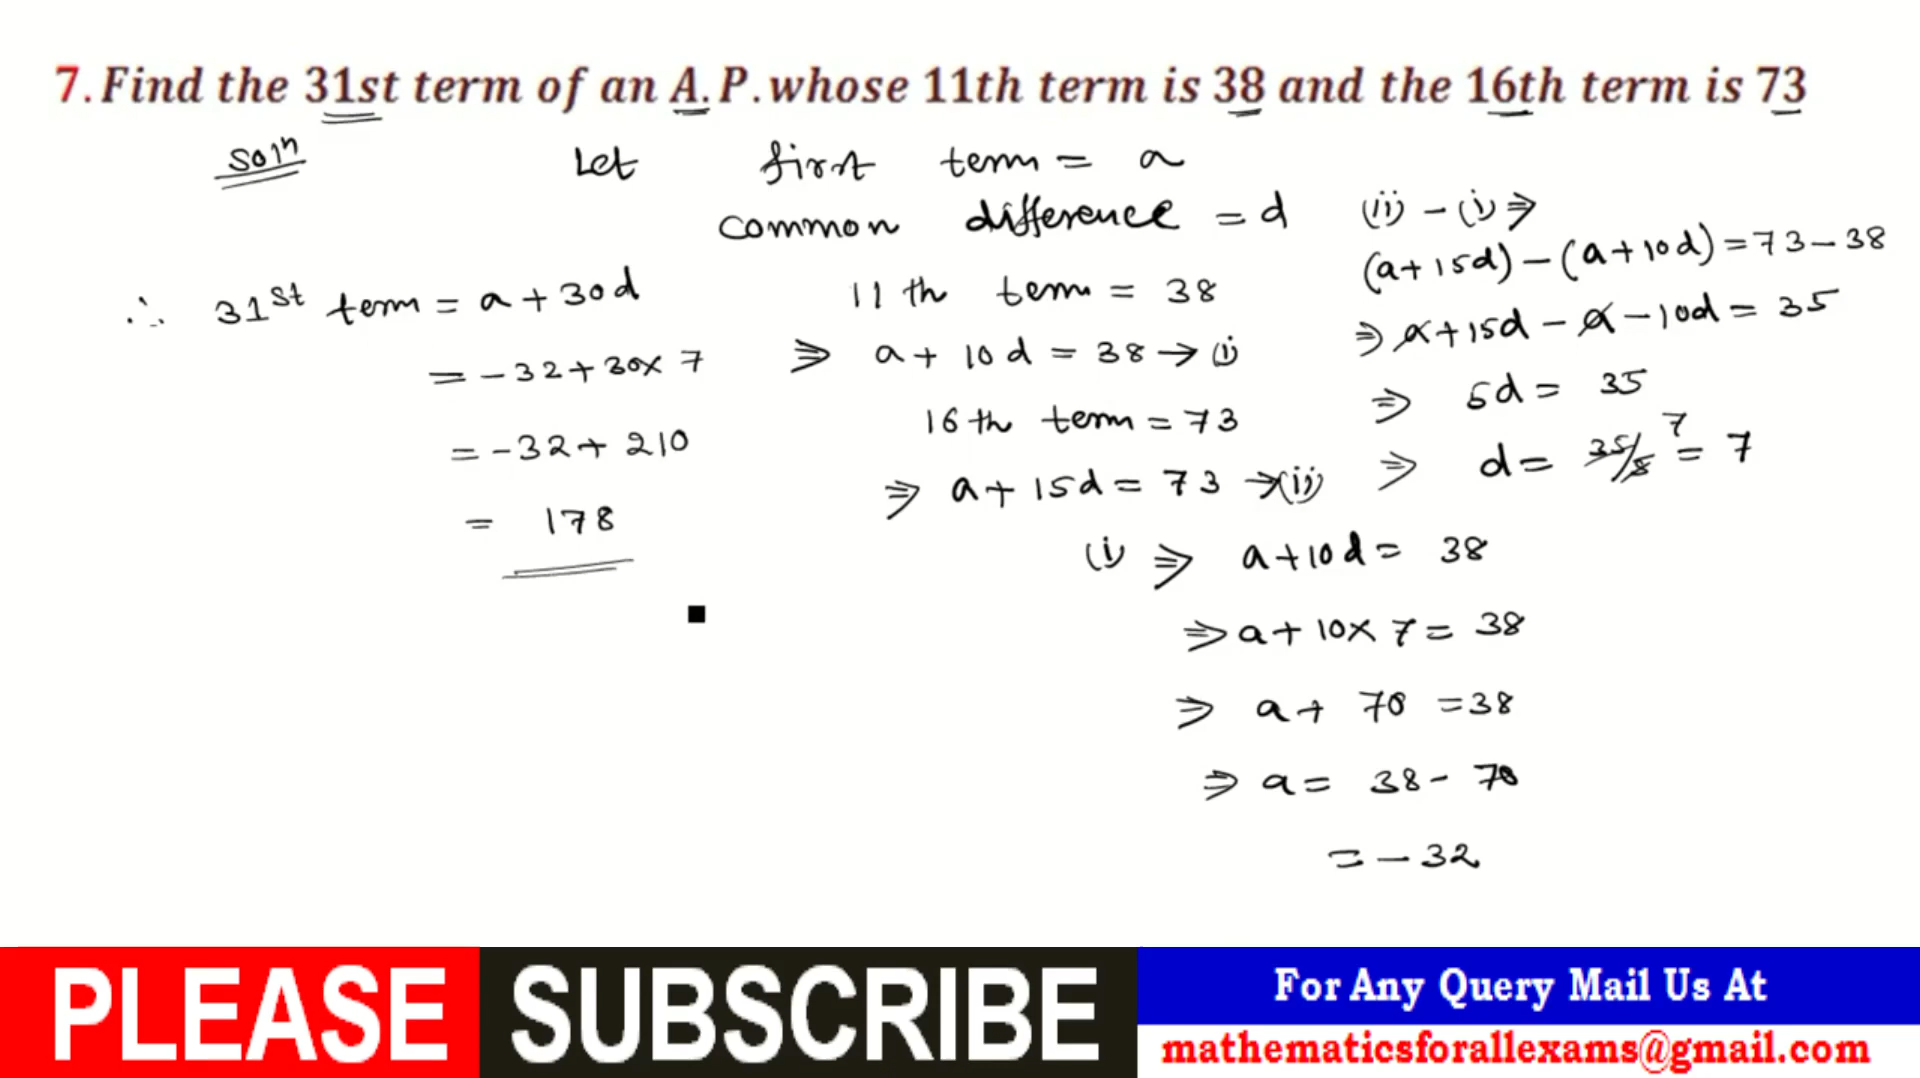 7. Find the 31st term of an A.P. whose 11th term is 38 and the 16th term is 73
Soln
Let first term = a
common difference = d
11 th term = 38
⇒ a + 10d = 38 → (i)
16 th term = 73
⇒ a + 15d = 73 → (ii)
(ii) - (i) ⇒
(a+15d) - (a+10d) = 73 - 38
⇒ a+15d - a - 10d = 35
⇒ 5d = 35
⇒ d = 35/5 7 = 7
(i) ⇒ a+10d = 38
⇒ a + 10 x 7 = 38
⇒ a + 70 = 38
⇒ a = 38 - 70
= - 32
∴ 31st term = a + 30d
= - 32 + 30 x 7
= - 32 + 210
= 178
PLEASE SUBSCRIBE
For Any Query Mail Us At
mathematicsforallexams@gmail.com